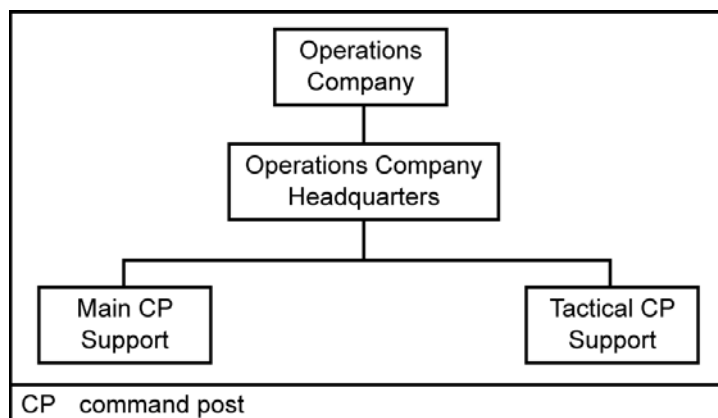 Operations
Company
Operations Company
Headquarters
Main CP
Support
Tactical CP
Support
CP command post